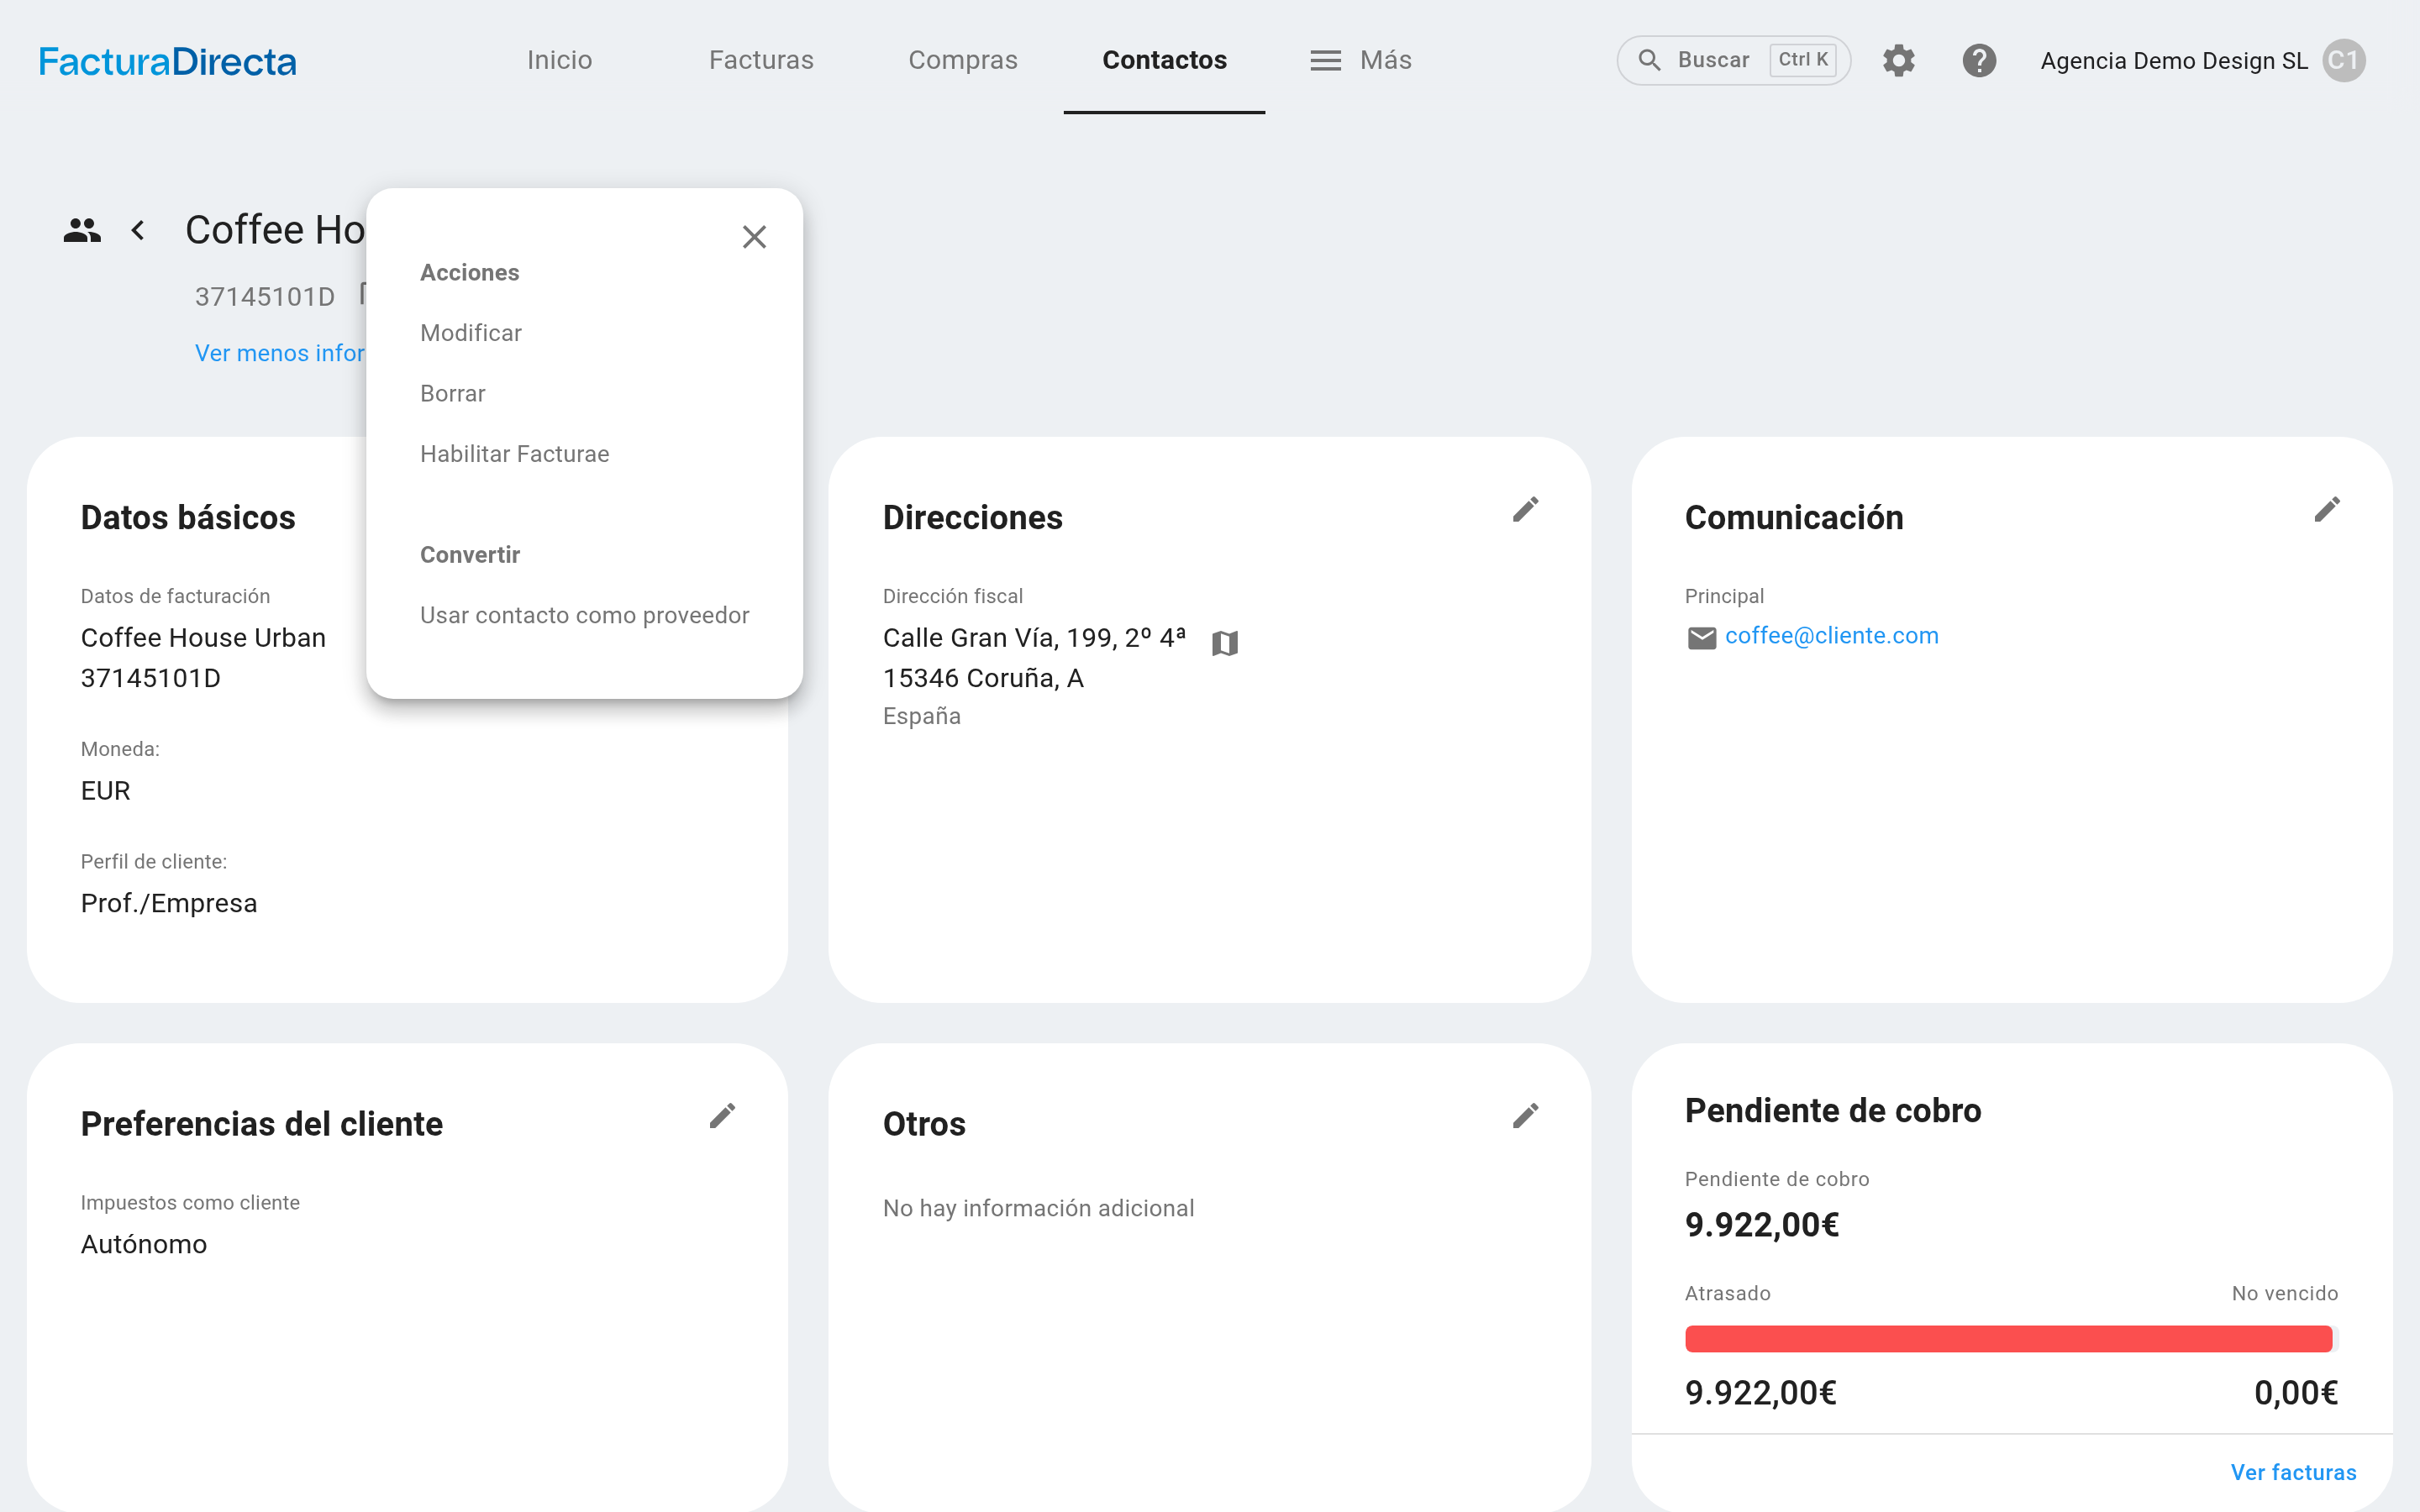 FacturaDirecta
Inicio
Facturas
Compras
Contactos
Más
Buscar
Ctrl K
Agencia Demo Design SL
C1
Coffee Ho
37145101D
Ver menos infor
Acciones
Modificar
Borrar
Habilitar Facturae
Convertir
Usar contacto como proveedor
Datos básicos
Datos de facturación
Coffee House Urban
37145101D
Moneda:
EUR
Perfil de cliente:
Prof./Empresa
Direcciones
Dirección fiscal
Calle Gran Vía, 199, 2º 4ª
15346 Coruña, A
España
Comunicación
Principal
coffee@cliente.com
Preferencias del cliente
Impuestos como cliente
Autónomo
Otros
No hay información adicional
Pendiente de cobro
Pendiente de cobro
9.922,00€
Atrasado
No vencido
9.922,00€
0,00€
Ver facturas